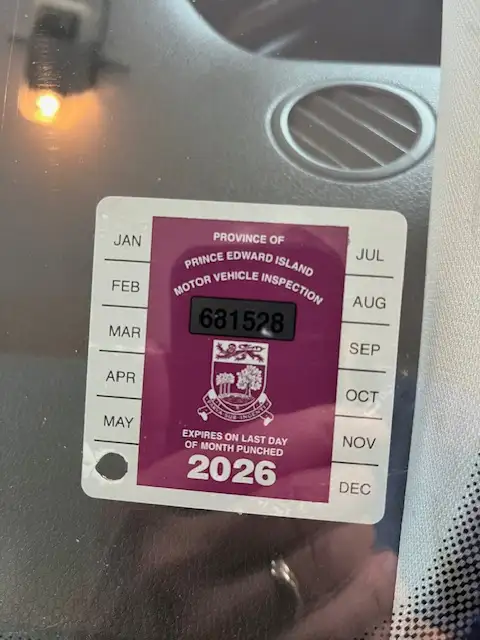 PROVINCE OF
PRINCE EDWARD ISLAND
MOTOR VEHICLE INSPECTION
681528
EXPIRES ON LAST DAY
OF MONTH PUNCHED
2026
JAN
FEB
MAR
APR
MAY
JUL
AUG
SEP
OCT
NOV
DEC